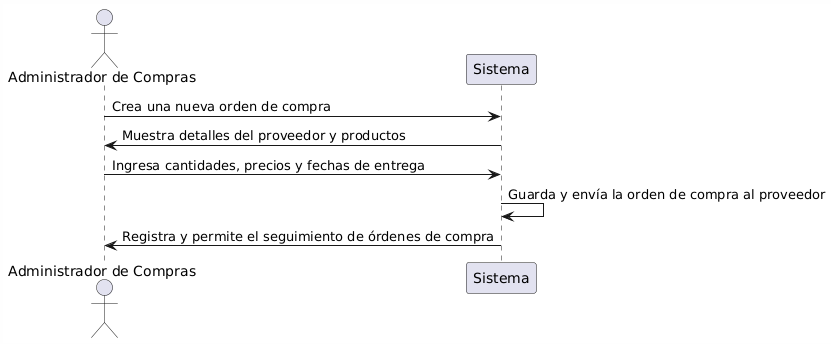 Administrador de Compras
Sistema
Crea una nueva orden de compra
Muestra detalles del proveedor y productos
Ingresa cantidades, precios y fechas de entrega
Guarda y envía la orden de compra al proveedor
Registra y permite el seguimiento de órdenes de compra
Administrador de Compras
Sistema